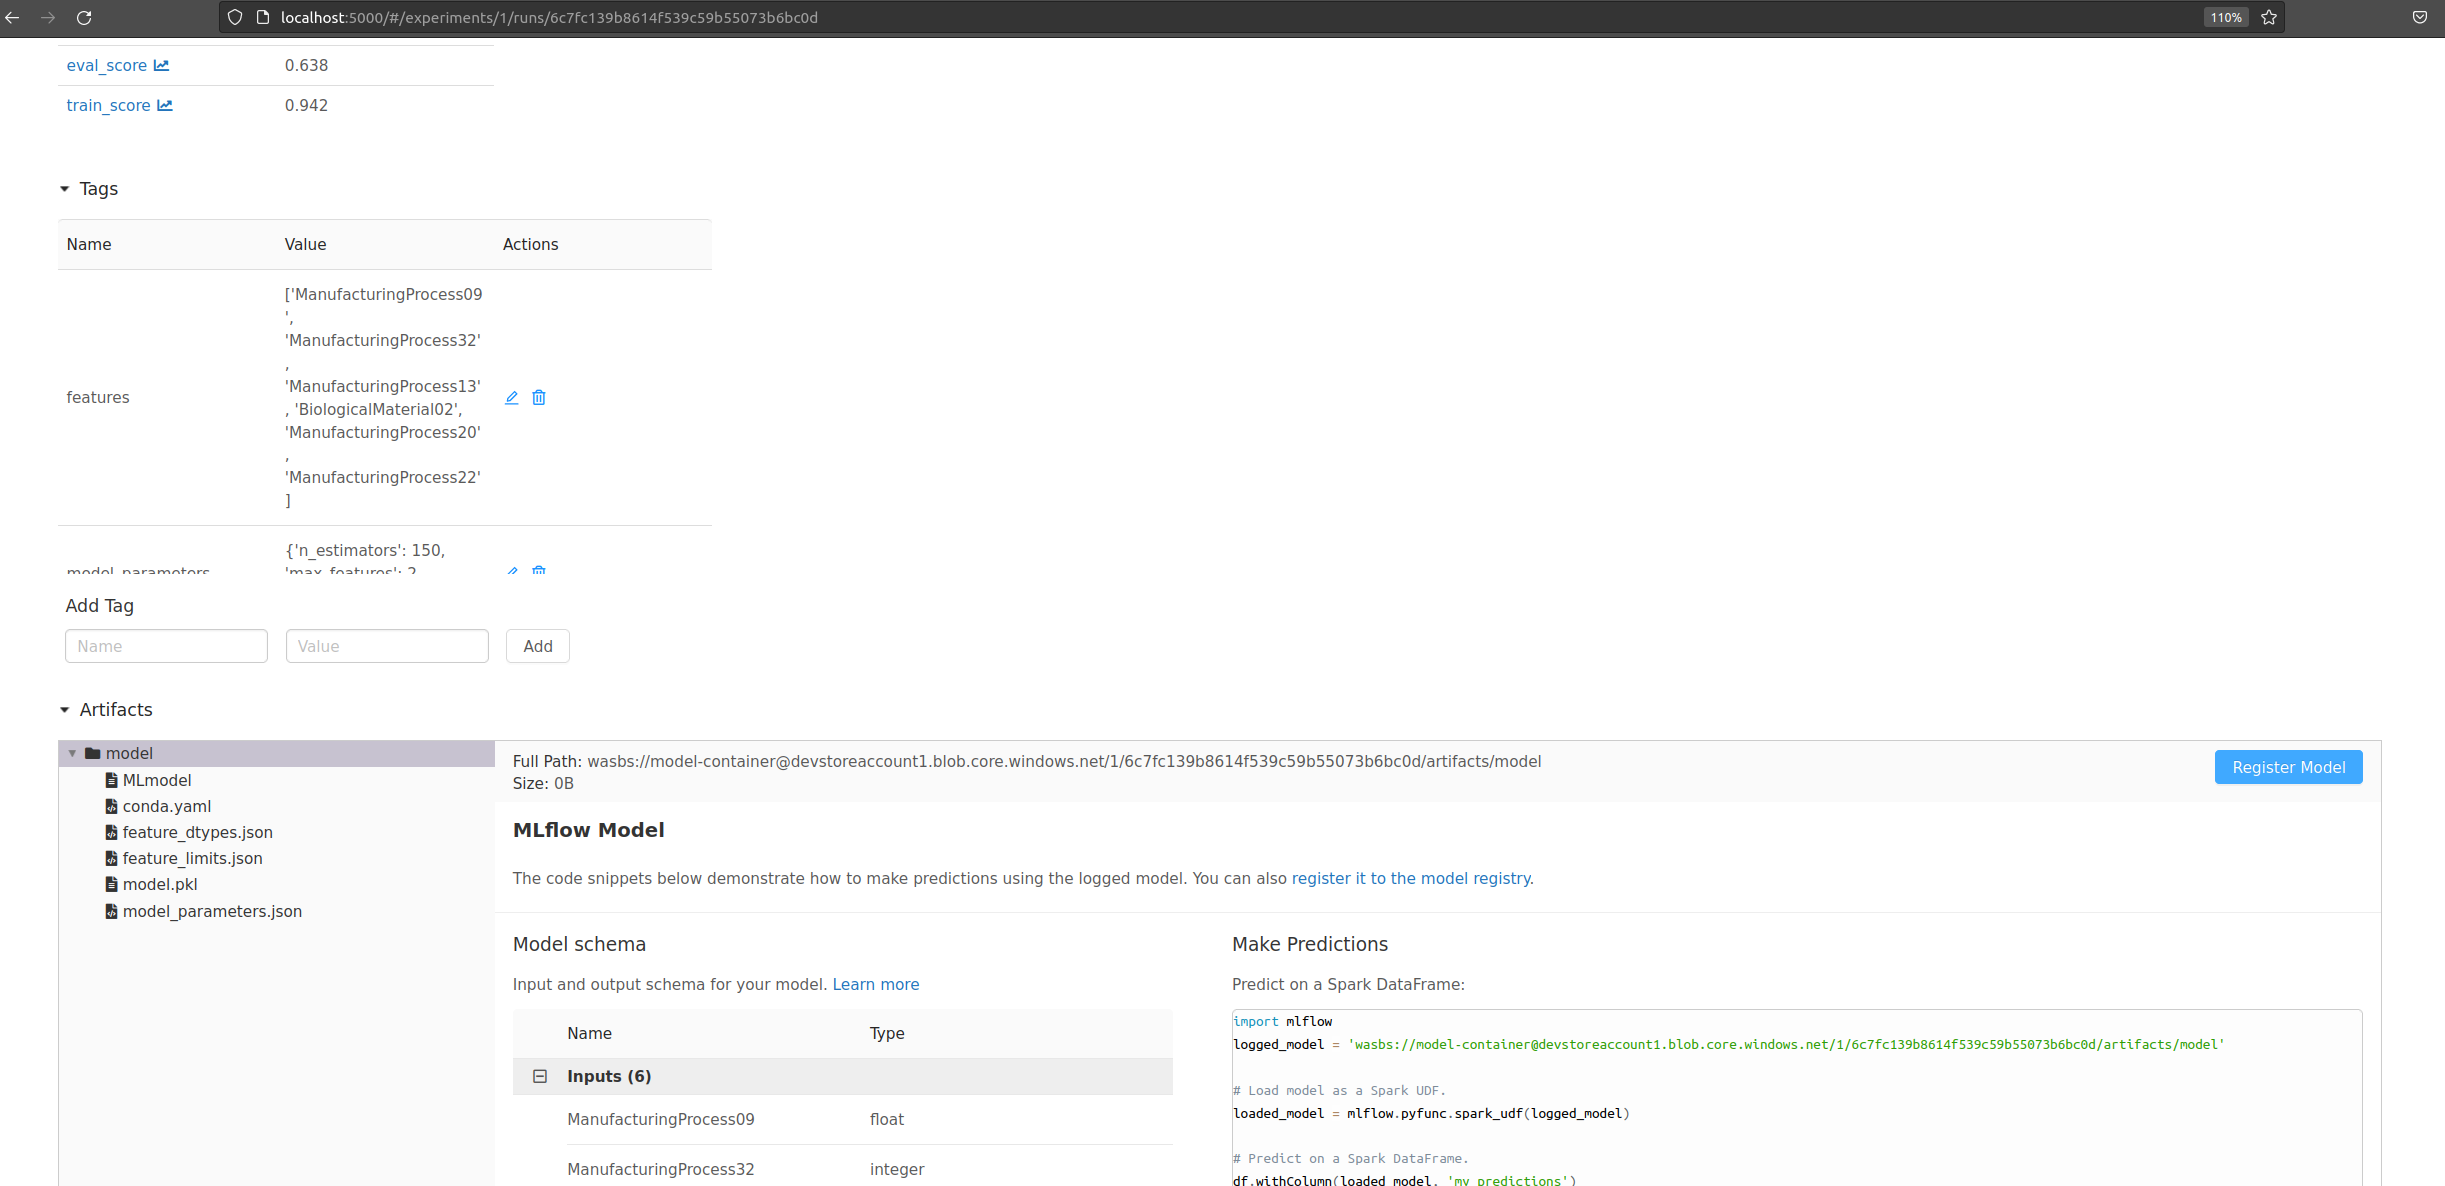 localhost:5000/#/experiments/1/runs/6c7fc139b8614f539c59b55073b6bc0d 110%
eval_score 0.638
train_score 0.942
Tags
Name Value Actions
['ManufacturingProcess09
',
'ManufacturingProcess32'
,
'ManufacturingProcess13'
features
, 'BiologicalMaterial02',
'ManufacturingProcess20'
,
'ManufacturingProcess22'
]
{'n_estimators': 150,
model_parameters 'max_features': 2
Add Tag
Name Value Add
Artifacts
model
MLmodel
conda.yaml
feature_dtypes.json
feature_limits.json
model.pkl
model_parameters.json
Full Path: wasbs://model-container@devstoreaccount1.blob.core.windows.net/1/6c7fc139b8614f539c59b55073b6bc0d/artifacts/model
Size: 0B
Register Model
MLflow Model
The code snippets below demonstrate how to make predictions using the logged model. You can also register it to the model registry.
Model schema
Input and output schema for your model. Learn more
Name Type
Inputs (6)
ManufacturingProcess09 float
ManufacturingProcess32 integer
Make Predictions
Predict on a Spark DataFrame:
import mlflow
logged_model = 'wasbs://model-container@devstoreaccount1.blob.core.windows.net/1/6c7fc139b8614f539c59b55073b6bc0d/artifacts/model'
# Load model as a Spark UDF.
loaded_model = mlflow.pyfunc.spark_udf(logged_model)
# Predict on a Spark DataFrame.
df.withColumn(loaded_model, 'my_predictions')